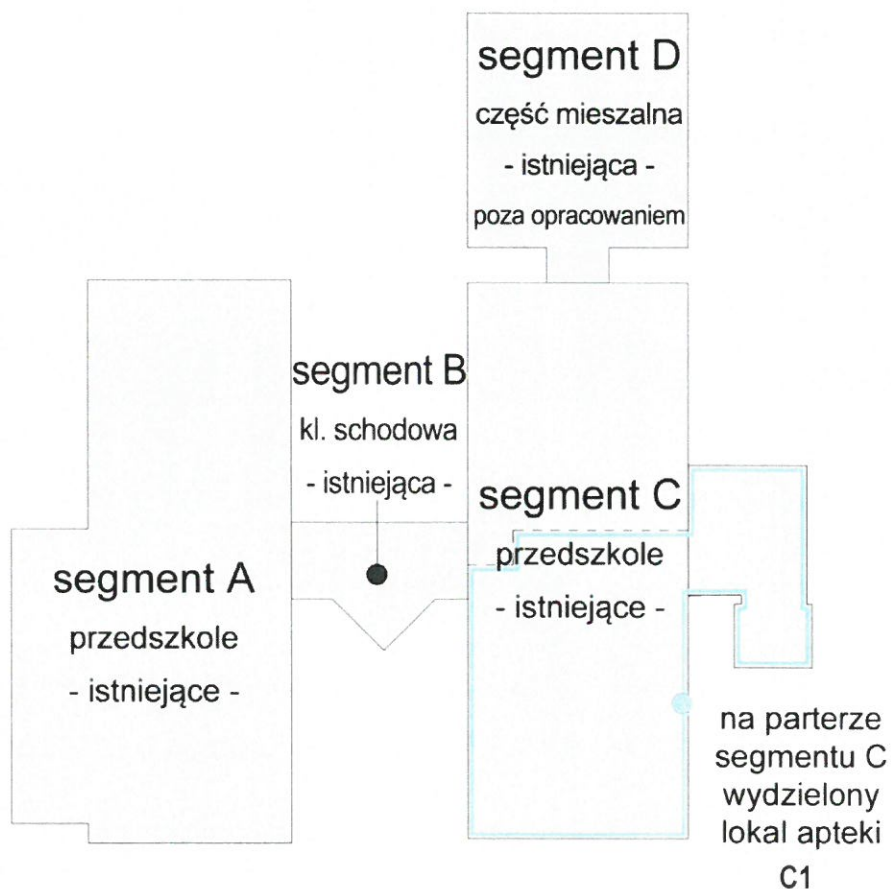 segment D
część mieszalna
- istniejąca -
poza opracowaniem
segment B
kl. schodowa
- istniejąca -
segment C
przedszkole
- istniejące -
segment A
przedszkole
- istniejące -
na parterze
segmentu C
wydzielony
lokal apteki
C1